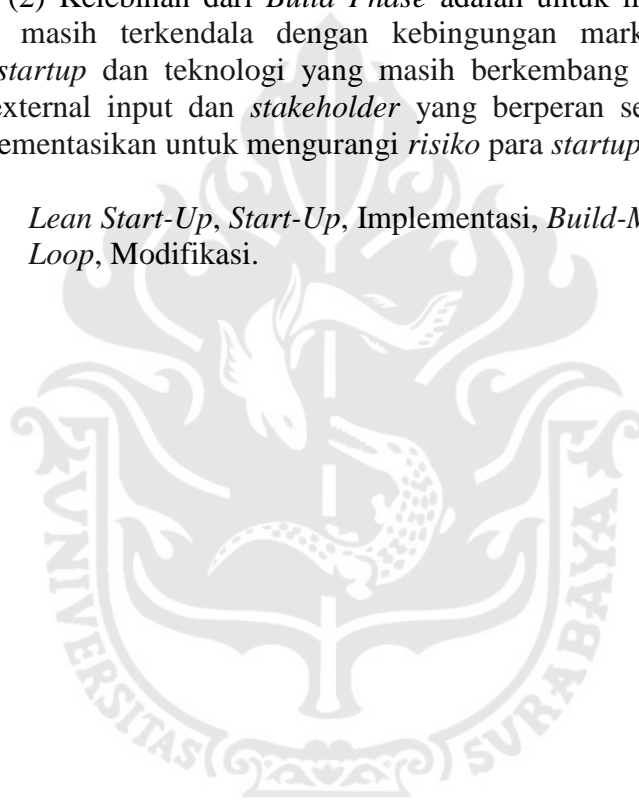 (2) Kelebihan dari Build Phase adalah untuk
masih terkendala dengan kebingungan
startup dan teknologi yang masih berkembang
external input dan stakeholder yang berperan
ementasikan untuk mengurangi risiko para startup
Lean Start-Up, Start-Up, Implementasi, Build-M
Loop, Modifikasi.
UNIVERSITAS SURABAYA